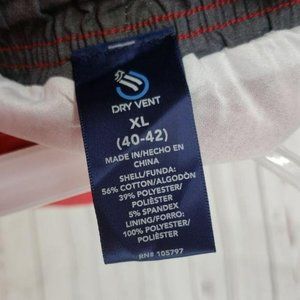 DRY VENT
XL
(40-42)
MADE IN/HECHO EN
CHINA
SHELL/FUNDA:
56% COTTON/ALGODÓN
39% POLYESTER/
POLIÉSTER
5% SPANDEX
LINING/FORRO:
100% POLYESTER/
POLIÉSTER
RN# 105797